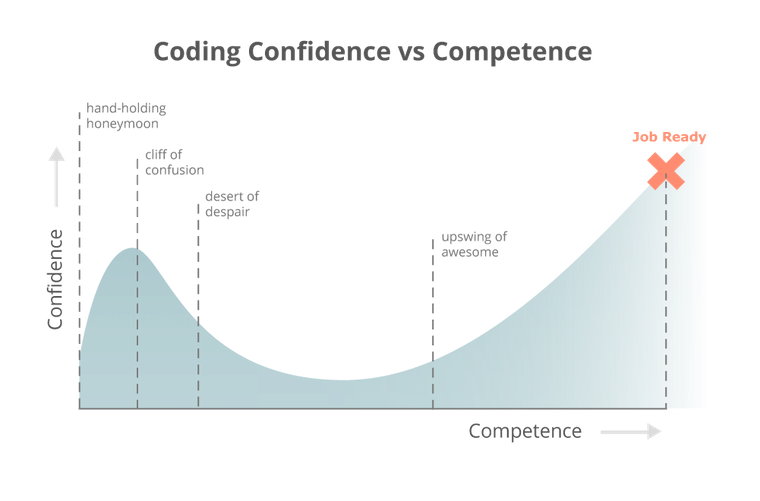 Coding Confidence vs Competence
hand-holding
honeymoon
cliff of
confusion
desert of
despair
upswing of
awesome
Job Ready
Confidence
Competence